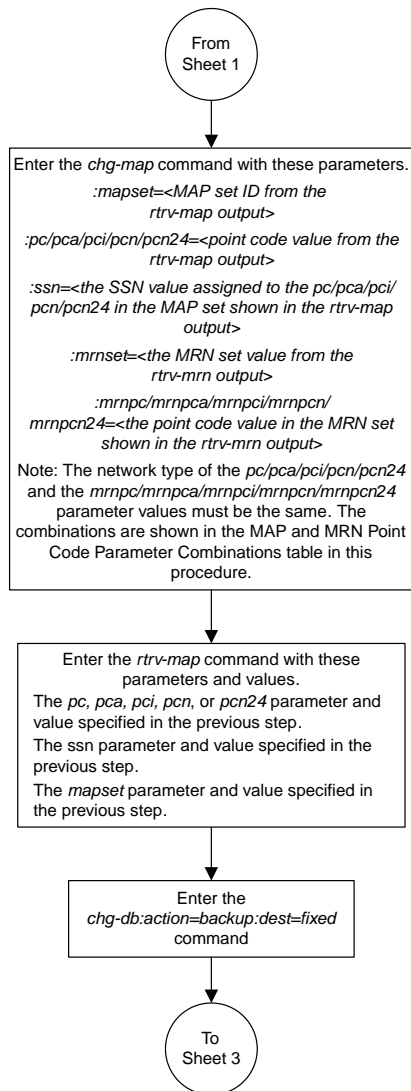 From
Sheet 1
Enter the chg-map command with these parameters.
:mapset=<MAP set ID from the
rtrv-map output>
:pc/pca/pci/pcn/pcn24=<point code value from the
rtrv-map output>
:ssn=<the SSN value assigned to the pc/pca/pci/
pcn/pcn24 in the MAP set shown in the rtrv-map
output>
:mrnset=<the MRN set value from the
rtrv-mrn output>
:mrnpc/mrnpca/mrnpci/mrnpcn/
mrnpcn24=<the point code value in the MRN set
shown in the rtrv-mrn output>
Note: The network type of the pc/pca/pci/pcn/pcn24
and the mrnpc/mrnpca/mrnpci/mrnpcn/mrnpcn24
parameter values must be the same. The
combinations are shown in the MAP and MRN Point
Code Parameter Combinations table in this
procedure.
Enter the rtrv-map command with these
parameters and values.
The pc, pca, pci, pcn, or pcn24 parameter and
value specified in the previous step.
The ssn parameter and value specified in the
previous step.
The mapset parameter and value specified in
the previous step.
Enter the
chg-db:action=backup:dest=fixed
command
To
Sheet 3